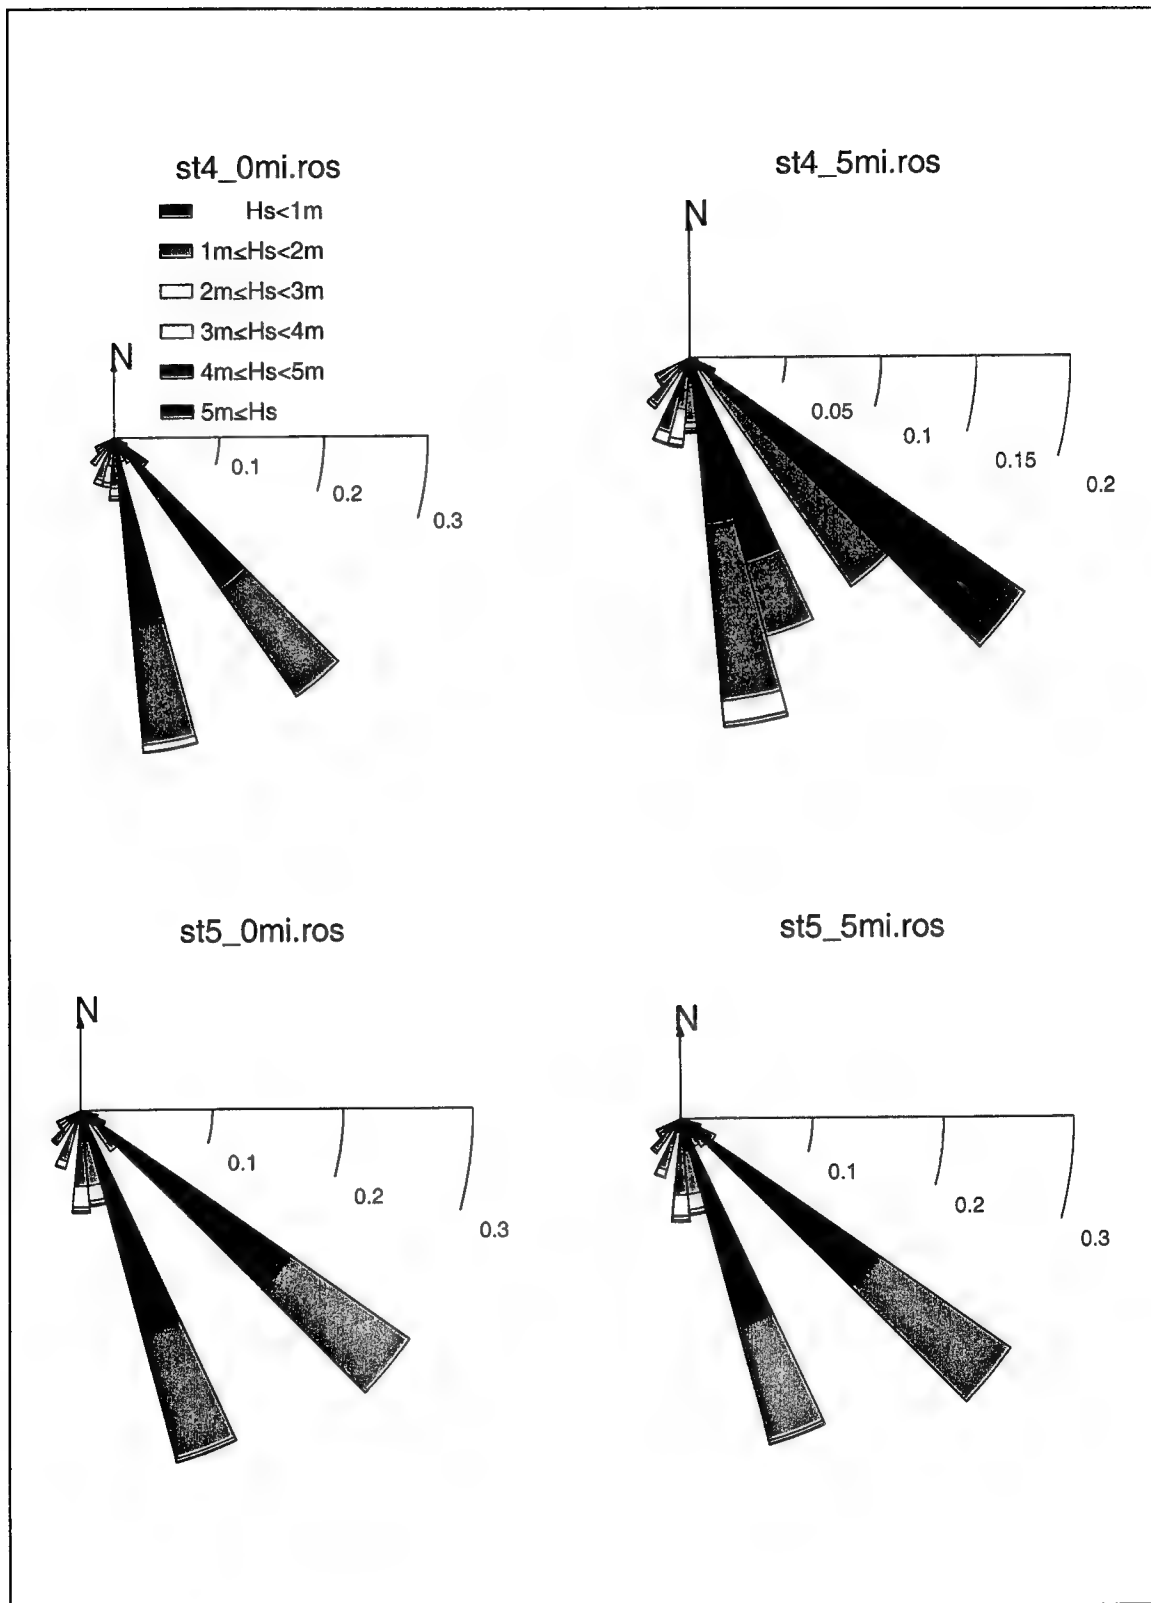 st4_0mi.ros
Hs<1m
1m≤Hs<2m
2m≤Hs<3m
3m≤Hs<4m
4m≤Hs<5m
5m≤Hs
N
0.1
0.2
0.3
st4_5mi.ros
N
0.05
0.1
0.15
0.2
st5_0mi.ros
N
0.1
0.2
0.3
st5_5mi.ros
N
0.1
0.2
0.3